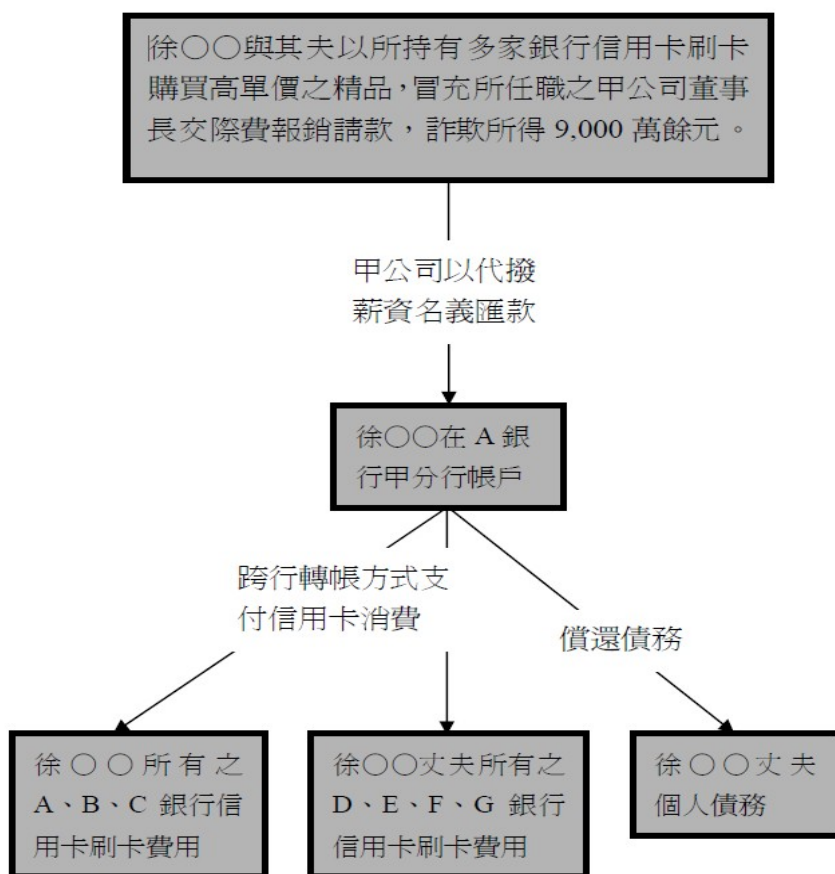 徐○○與其夫以所持有多家銀行信用卡刷卡
購買高單價之精品,冒充所任職之甲公司董事
長交際費報銷請款，詐欺所得 9,000 萬餘元。
甲公司以代撥
薪資名義匯款
徐○○在 A 銀
行甲分行帳戶
跨行轉帳方式支
付信用卡消費
償還債務
徐○○所有之
A、B、C 銀行信
用卡刷卡費用
徐○○丈夫所有之
D、E、F、G 銀行
信用卡刷卡費用
徐○○丈夫
個人債務